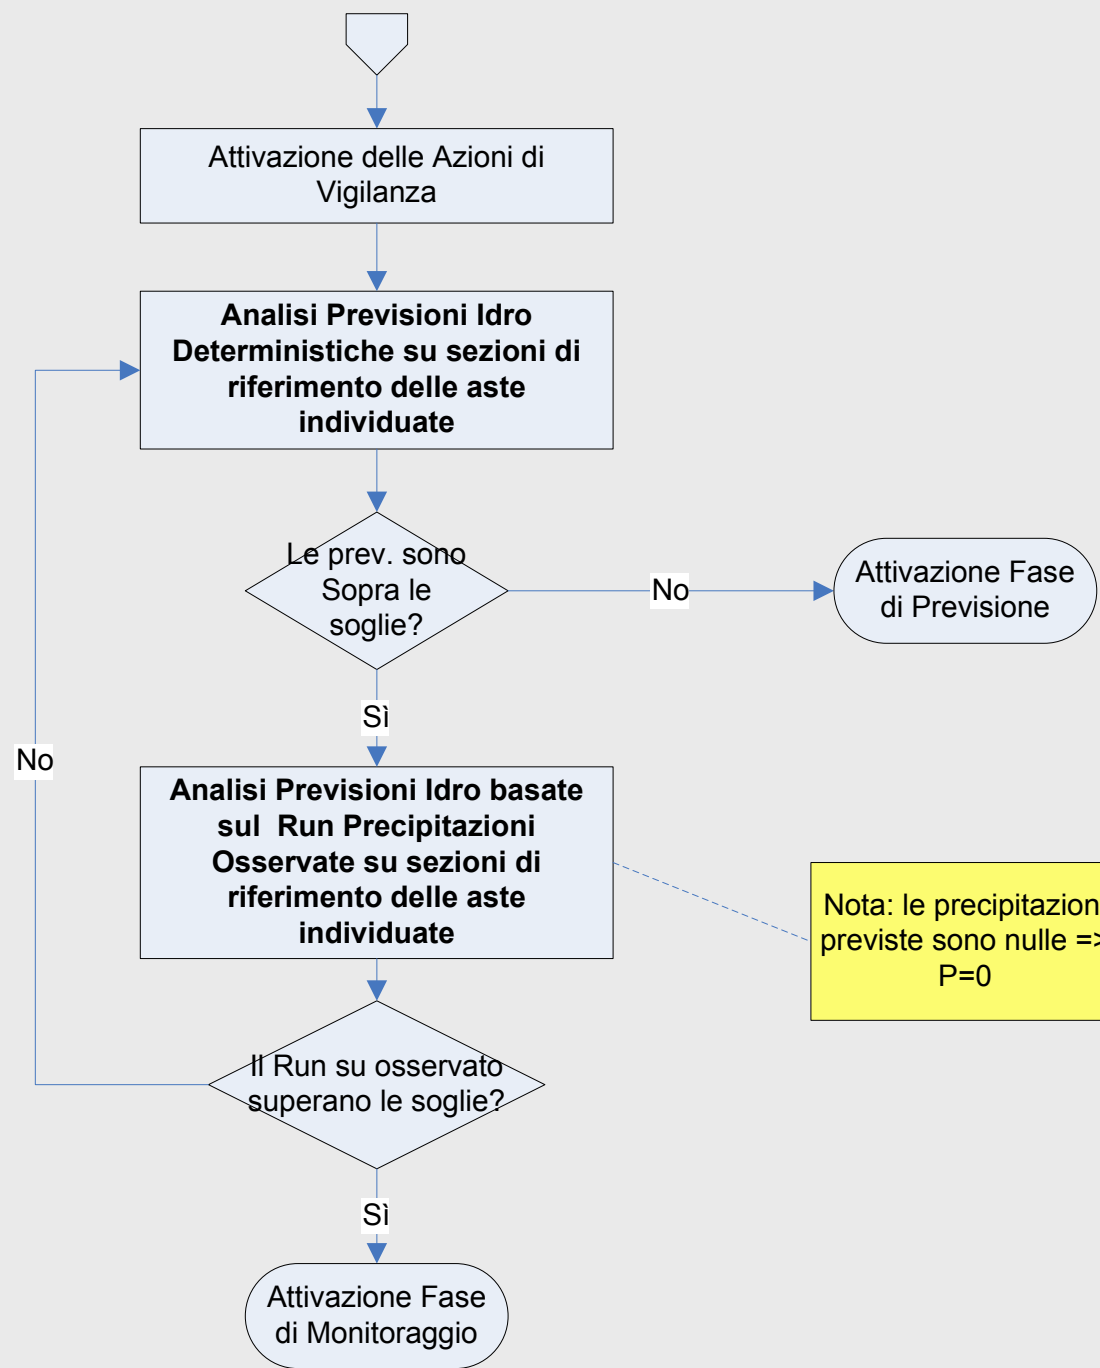 Attivazione delle Azioni di
Vigilanza
Analisi Previsioni Idro
Deterministiche su sezioni di
riferimento delle aste
individuate
Le prev. sono
Sopra le
soglie?
No
Attivazione Fase
di Previsione
Sì
No
Analisi Previsioni Idro basate
sul Run Precipitazioni
Osservate su sezioni di
riferimento delle aste
individuate
Nota: le precipitazion
previste sono nulle =>
P=0
Il Run su osservato
superano le soglie?
Sì
Attivazione Fase
di Monitoraggio